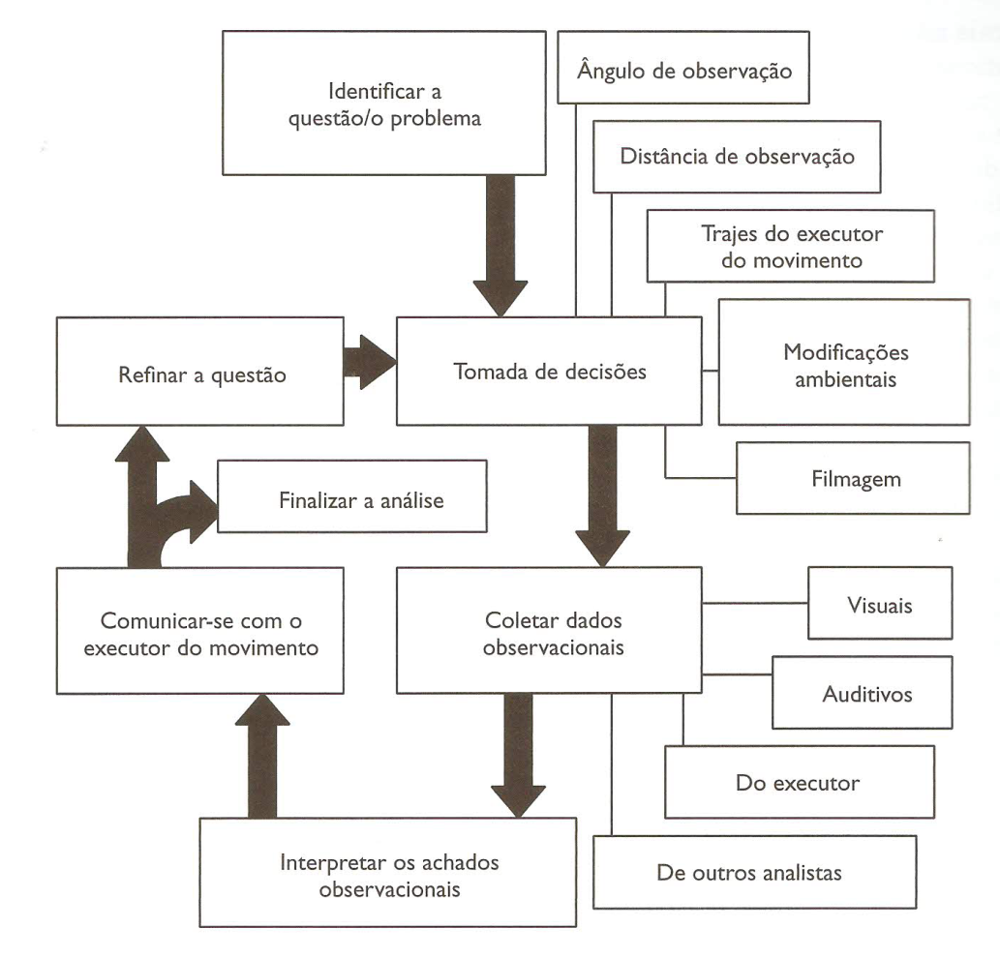 Identificar a
questão/o problema
Ângulo de observação
Distância de observação
Trajes do executor
do movimento
Modificações
ambientais
Filmagem
Refinar a questão
Tomada de decisões
Finalizar a análise
Comunicar-se com o
executor do movimento
Coletar dados
observacionais
Visuais
Auditivos
Do executor
De outros analistas
Interpretar os achados
observacionais